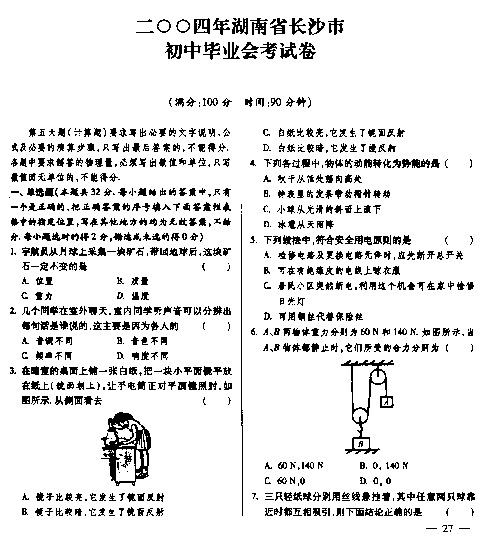 二○○四年湖南省长沙市
初中毕业会考试卷
(满分:100分 时间:90分钟)
第五大题(计算题)要求写出必要的文字说明、公
式及必要的演算步骤,只写出最后答案的,不能得分.
各题中要求解答的物理量,必须写出数值和单位,只写
数值而无单位的,不能得分.
一、单选题(本题共32分.每小题给出的答案中,只有
一个是正确的.把正确答案的序号填入下面答案栏表
格中的指定位置,写在其他地方的均为无效答案,不给
分.每小题选对的得2分,错选或未选的得0分)
1. 宇航员从月球上采集一块矿石,带回地球后,这块矿
石一定不变的是 ( )
A. 位置 B. 质量
C. 重力 D. 温度
2. 几个同学在室外聊天,室内同学听声音可以分辨出
每句话是谁说的,这主要是因为各人的 ( )
A. 音调不同 B. 音色不同
C. 频率不同 D. 响度不同
3. 在暗室的桌面上铺一张白纸,把一块小平面镜平放
在纸上(镜面朝上),让手电筒正对平面镜照射,如
图所示.从侧面看去 ( )
A. 镜子比较亮,它发生了镜面反射
B. 镜子比较暗,它发生了镜面反射
C. 白纸比较亮,它发生了镜面反射
D. 白纸比较暗,它发生了漫反射
4. 下列各过程中,物体的动能转化为势能的是 ( )
A. 秋千从低处荡向高处
B. 钟表里的发条带动指针转动
C. 小球从光滑的斜面上滚下
D. 冰雹从天而降
5. 下列做法中,符合安全用电原则的是 ( )
A. 检修电路及更换电路元件时,应先断开总开关
B. 可在有绝缘皮的电线上晾衣服
C. 居民小区突然断电,利用这个机会可在家中检修
日光灯
D. 可用铜丝代替保险丝
6. A、B两物体重力分别为60 N和140 N.如图所示,当
A、B物体都静止时,它们所受的合力分别为 ( )
A
B
A. 60 N,140 N B. 0,140 N
C. 60 N,0 D. 0,0
7. 三只轻纸球分别用丝线悬挂着,其中任意两只球靠
近时都互相吸引,则下面结论正确的是 ( )
— 27 —